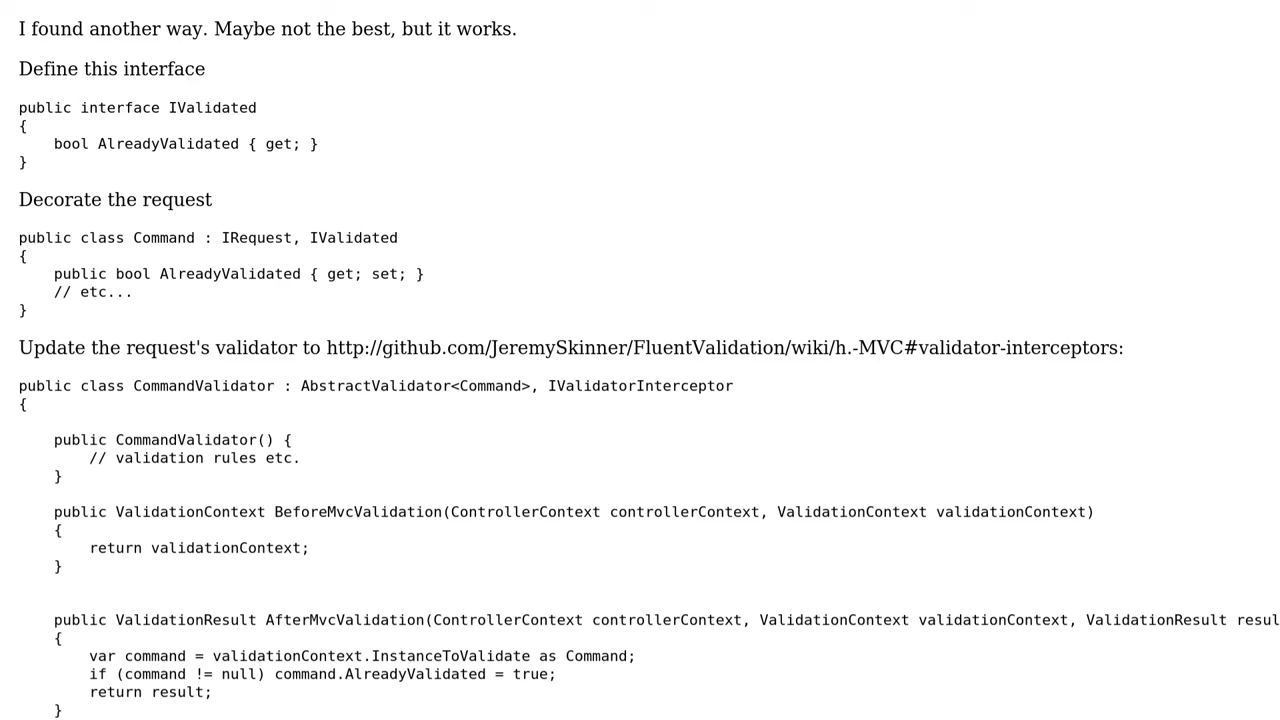 I found another way. Maybe not the best, but it works.
Define this interface
public interface IValidated
{
    bool AlreadyValidated { get; }
}
Decorate the request
public class Command : IRequest, IValidated
{
    public bool AlreadyValidated { get; set; }
    // etc...
}
Update the request's validator to http://github.com/JeremySkinner/FluentValidation/wiki/h.-MVC#validator-interceptors:
public class CommandValidator : AbstractValidator<Command>, IValidatorInterceptor
{
    public CommandValidator() {
        // validation rules etc.
    }
    public ValidationContext BeforeMvcValidation(ControllerContext controllerContext, ValidationContext validationContext)
    {
        return validationContext;
    }
    public ValidationResult AfterMvcValidation(ControllerContext controllerContext, ValidationContext validationContext, ValidationResult resul
    {
        var command = validationContext.InstanceToValidate as Command;
        if (command != null) command.AlreadyValidated = true;
        return result;
    }